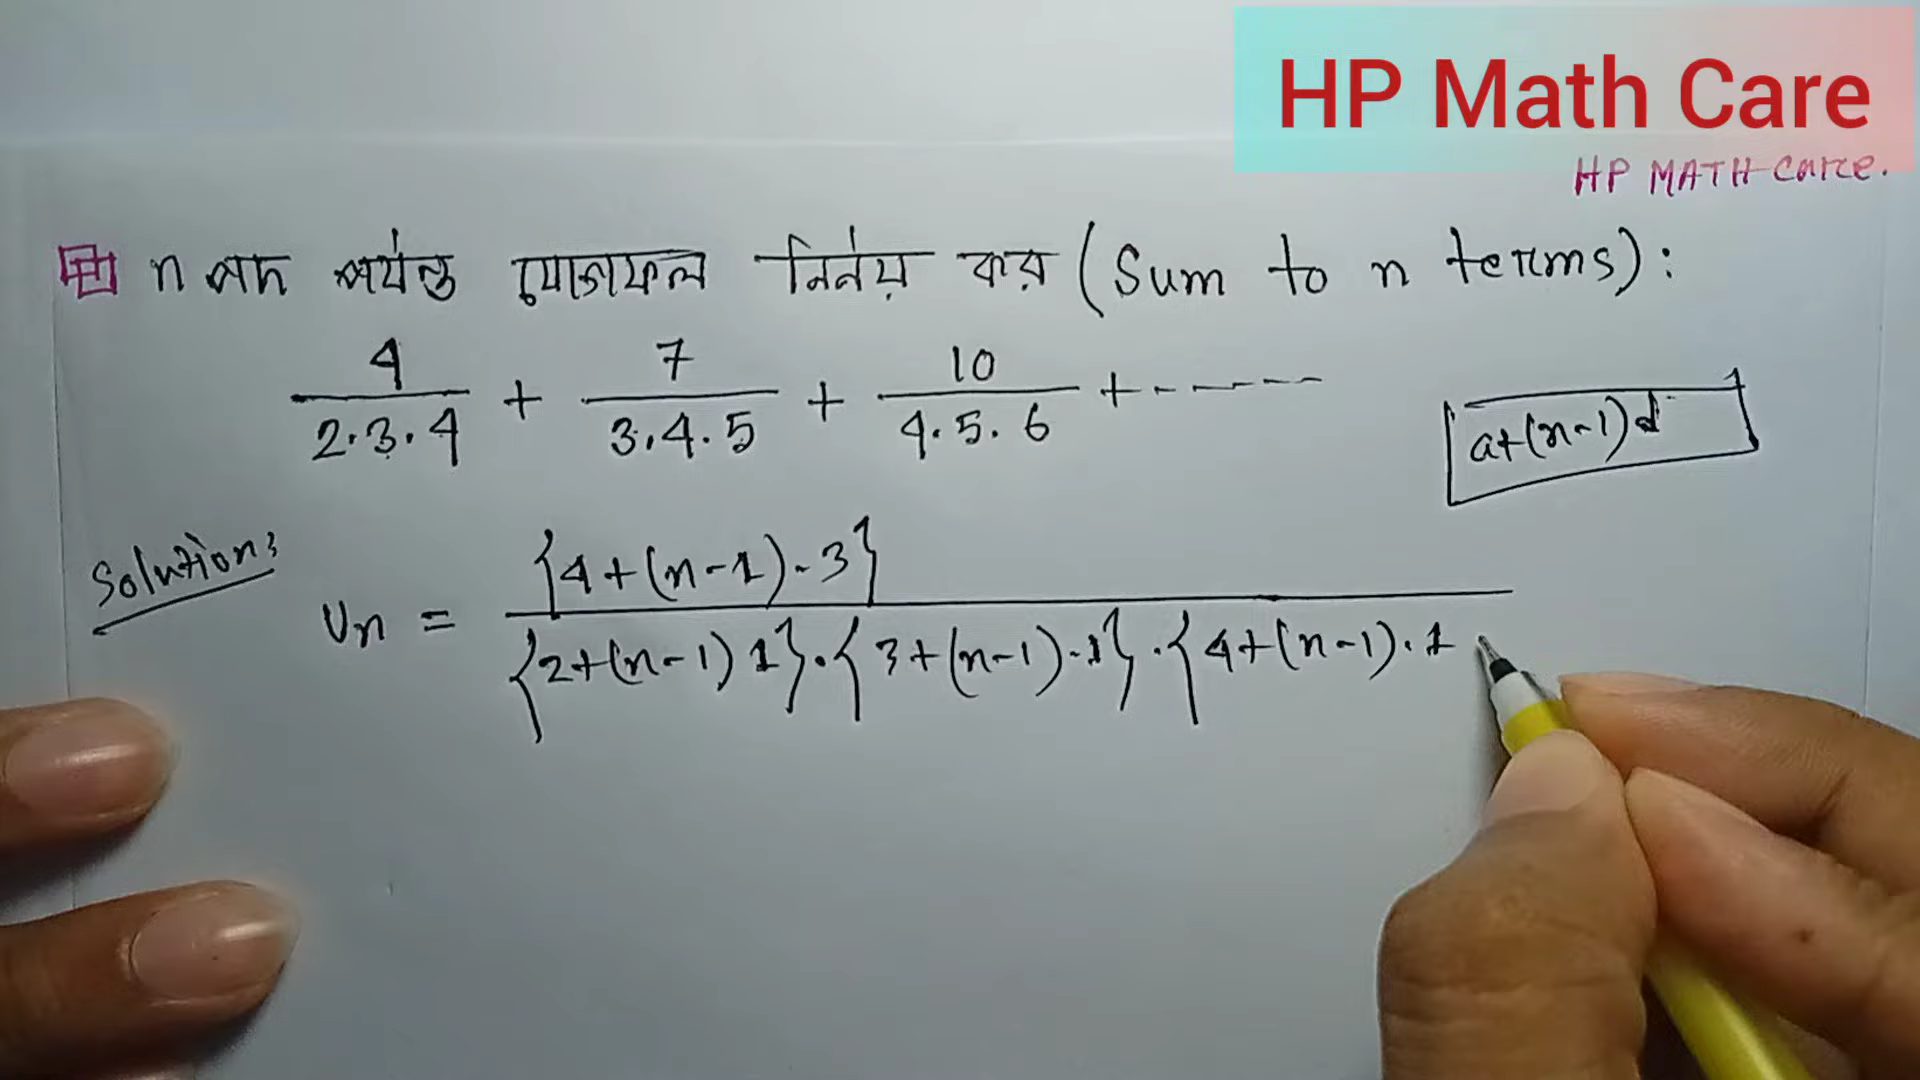 HP Math Care
HP MATH Care.
n পদ পর্যন্ত যোগফল নির্নয় কর (Sum to n terms):
4/2.3.4 + 7/3.4.5 + 10/4.5.6 + ------
a+(n-1)d
Solution:
Un = {4+(n-1).3} / {2+(n-1)1}.{3+(n-1).1}.{4+(n-1).1